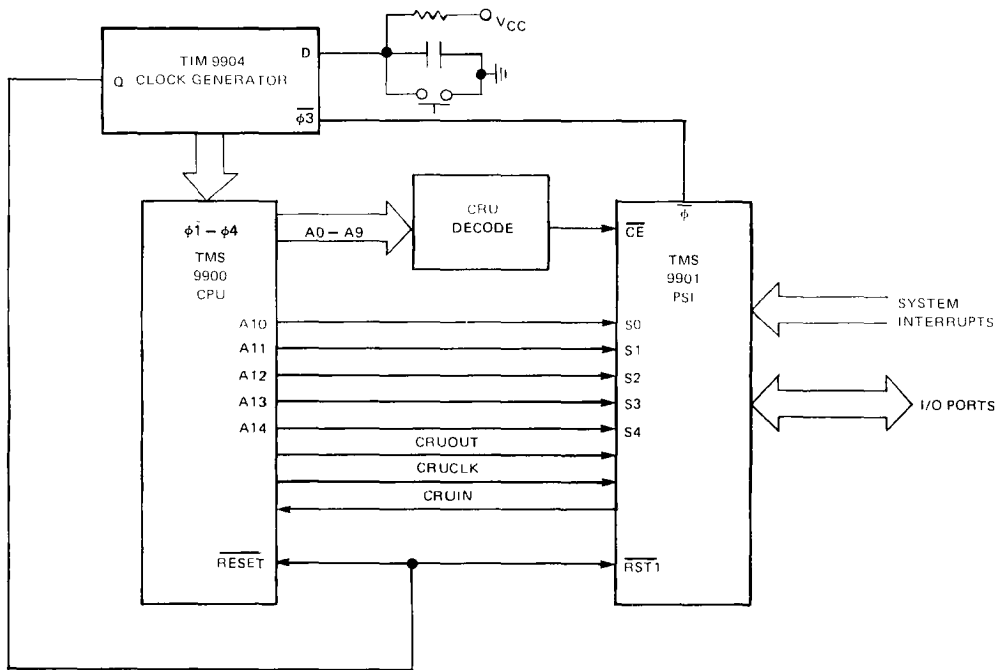 VCC
TIM 9904
CLOCK GENERATOR
D
Q
φ3
φ1 – φ4
TMS
9900
CPU
A0 – A9
CRU
DECODE
φ
CE
TMS
9901
PSI
SYSTEM
INTERRUPTS
A10
S0
A11
S1
A12
S2
A13
S3
A14
S4
I/O PORTS
CRUOUT
CRUCLK
CRUIN
RESET
RST1